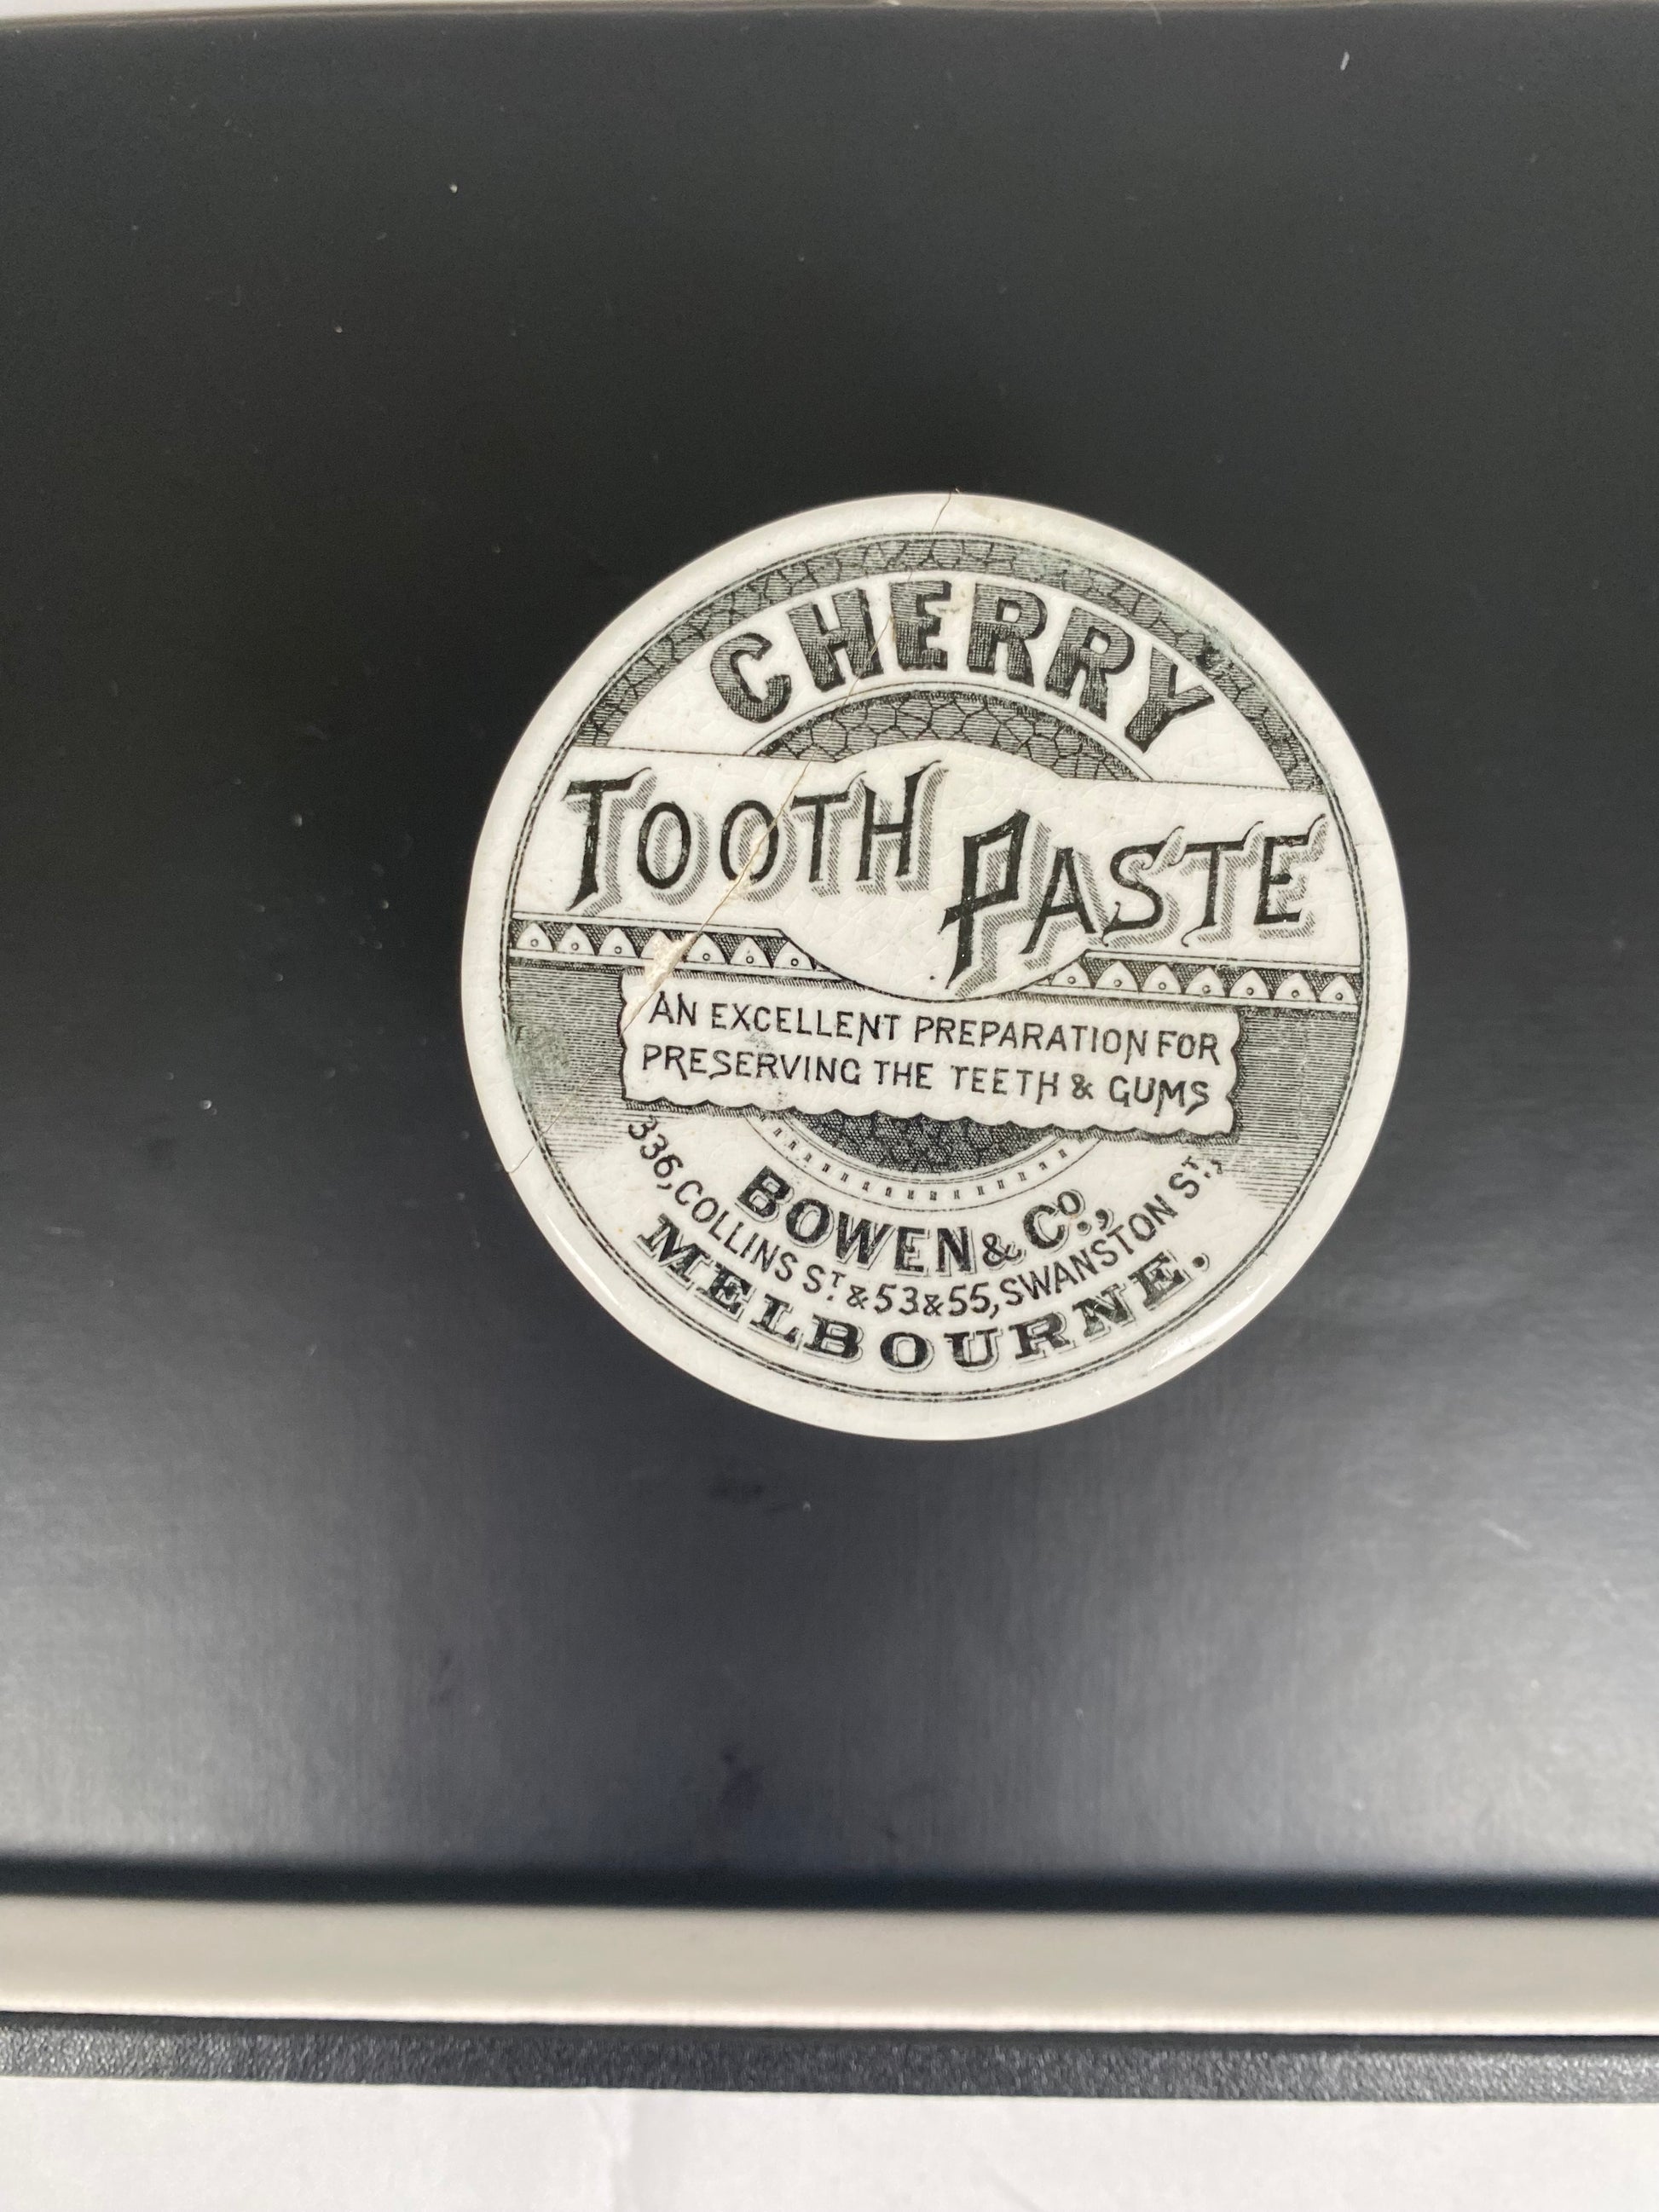 CHERRY
TOOTH PASTE
AN EXCELLENT PREPARATION FOR
PRESERVING THE TEETH & GUMS
BOWEN & Cº.,
336, COLLINS Sᵀ. & 53 & 55, SWANSTON Sᵀ.,
MELBOURNE.